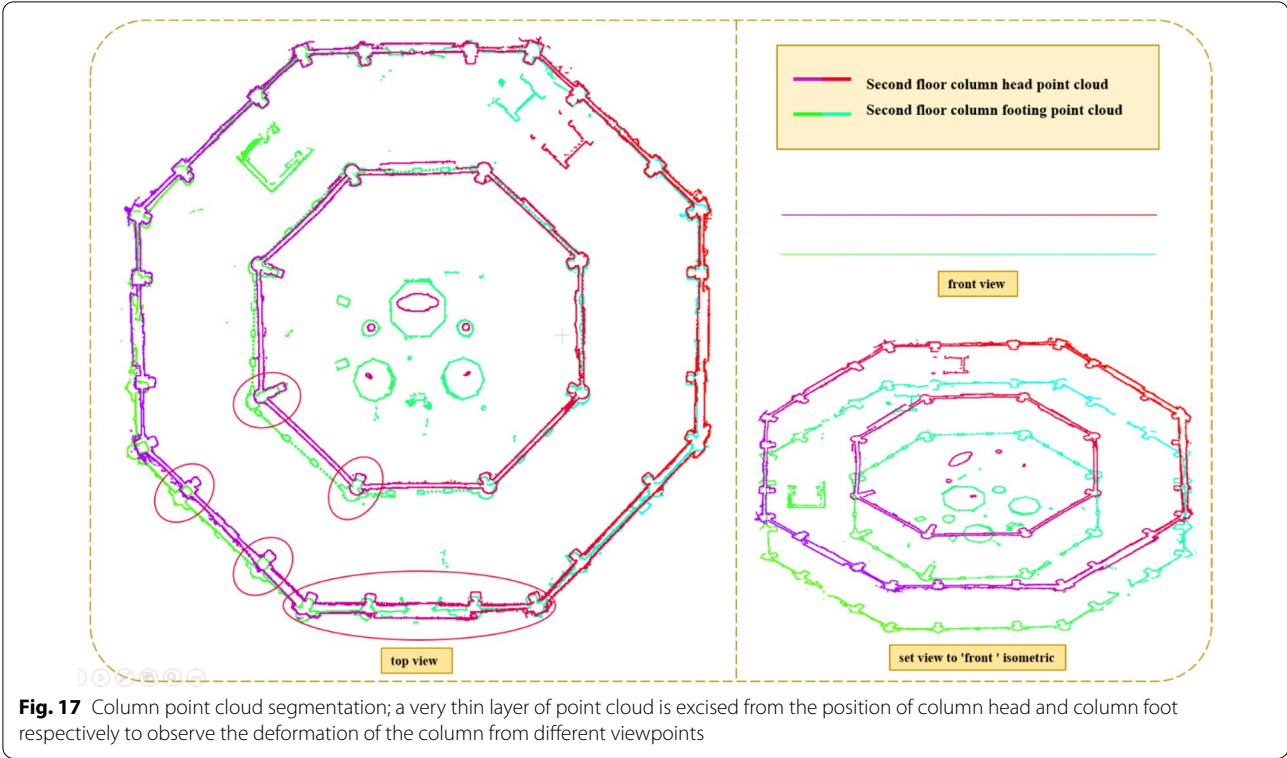 Second floor column head point cloud
Second floor column footing point cloud
front view
top view
set view to 'front ' isometric
Fig. 17 Column point cloud segmentation; a very thin layer of point cloud is excised from the position of column head and column foot
respectively to observe the deformation of the column from different viewpoints